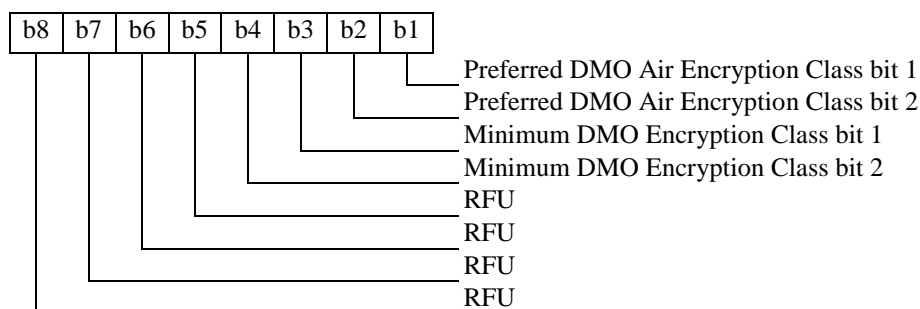 b8 b7 b6 b5 b4 b3 b2 b1
Preferred DMO Air Encryption Class bit 1
Preferred DMO Air Encryption Class bit 2
Minimum DMO Encryption Class bit 1
Minimum DMO Encryption Class bit 2
RFU
RFU
RFU
RFU